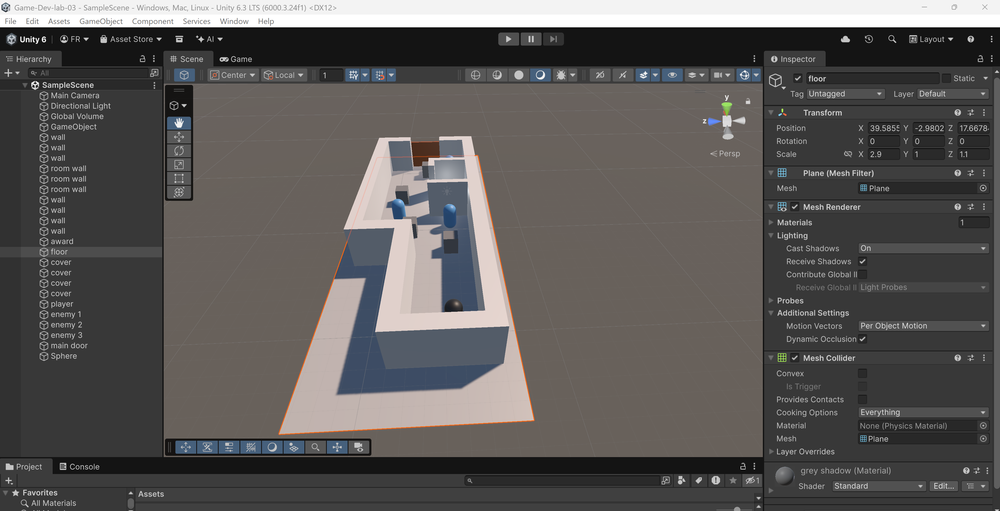 Game-Dev-lab-03 - SampleScene - Windows, Mac, Linux - Unity 6.3 LTS (6000.3.24f1) <DX12>
File Edit Assets GameObject Component Services Window Help
Unity 6 FR Asset Store AI Layout
Hierarchy
All
SampleScene
Main Camera
Directional Light
Global Volume
GameObject
wall
wall
wall
room wall
room wall
room wall
wall
wall
wall
wall
award
floor
cover
cover
cover
cover
player
enemy 1
enemy 2
enemy 3
main door
Sphere
Scene Game
Center Local 1 2D
y
z
Persp
Inspector
floor Static
Tag Untagged Layer Default
Transform
Position X 39.5855 Y -2.9802 Z 17.6678
Rotation X 0 Y 0 Z 0
Scale X 2.9 Y 1 Z 1.1
Plane (Mesh Filter)
Mesh Plane
Mesh Renderer
Materials 1
Lighting
Cast Shadows On
Receive Shadows
Contribute Global Il
Receive Global Il Light Probes
Probes
Additional Settings
Motion Vectors Per Object Motion
Dynamic Occlusion
Mesh Collider
Convex
Is Trigger
Provides Contacts
Cooking Options Everything
Material None (Physics Material)
Mesh Plane
Layer Overrides
grey shadow (Material)
Shader Standard Edit...
Project Console
1
Favorites
All Materials
Assets